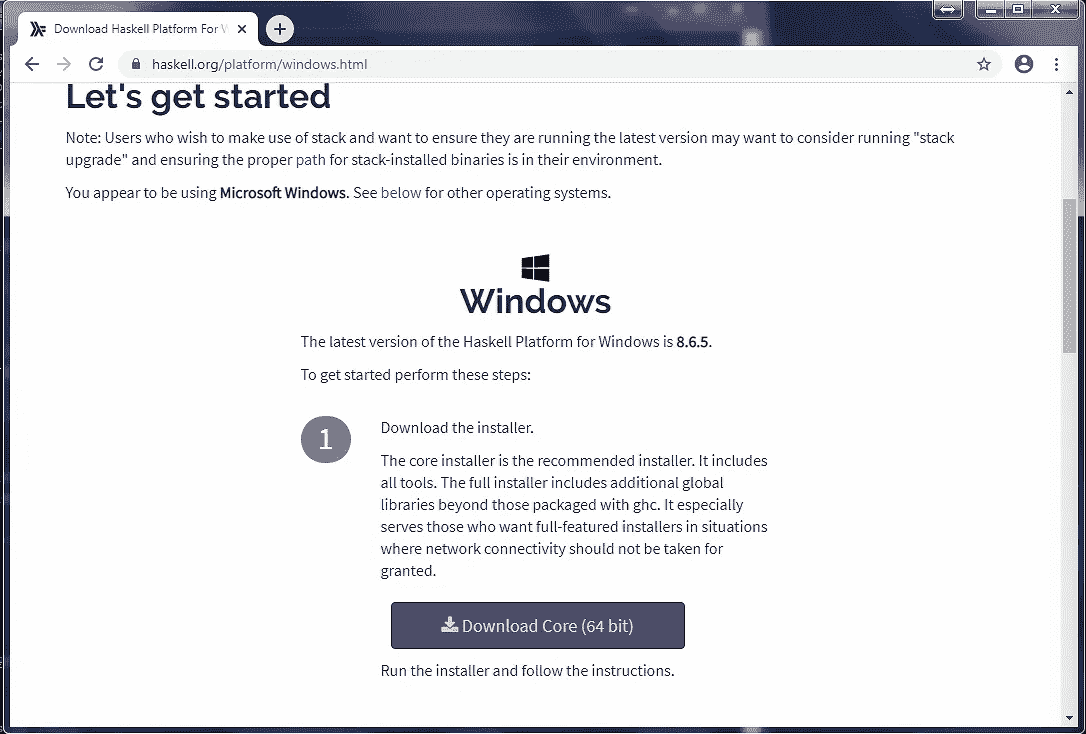 Download Haskell Platform For W
haskell.org/platform/windows.html
Let's get started
Note: Users who wish to make use of stack and want to ensure they are running the latest version may want to consider running "stack
upgrade" and ensuring the proper path for stack-installed binaries is in their environment.
You appear to be using Microsoft Windows. See below for other operating systems.
Windows
The latest version of the Haskell Platform for Windows is 8.6.5.
To get started perform these steps:
1
Download the installer.
The core installer is the recommended installer. It includes
all tools. The full installer includes additional global
libraries beyond those packaged with ghc. It especially
serves those who want full-featured installers in situations
where network connectivity should not be taken for
granted.
Download Core (64 bit)
Run the installer and follow the instructions.